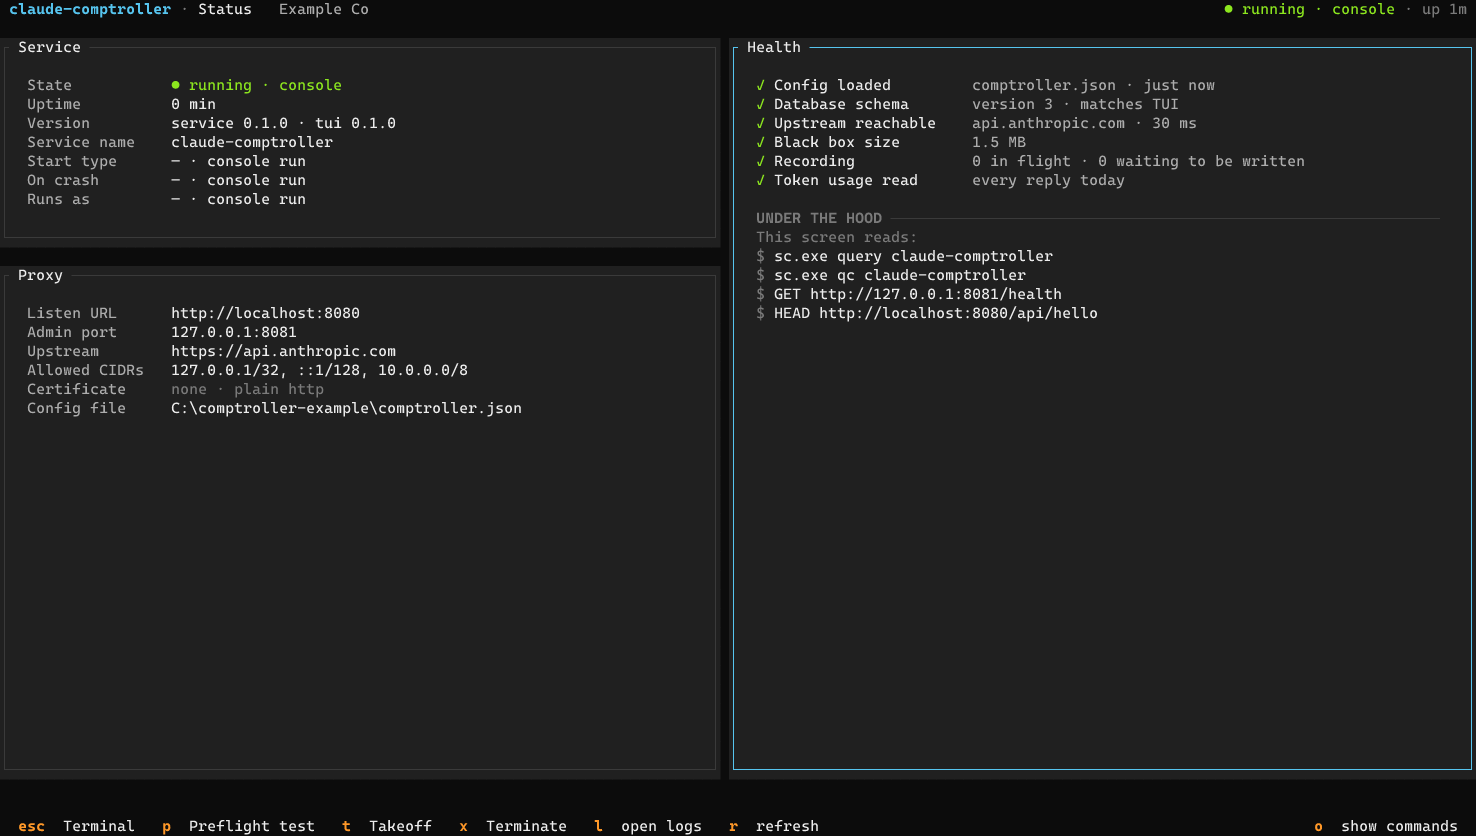 claude-comptroller · Status   Example Co   ● running · console · up 1m
Service
State   ● running · console
Uptime   0 min
Version   service 0.1.0 · tui 0.1.0
Service name   claude-comptroller
Start type   — · console run
On crash   — · console run
Runs as   — · console run
Proxy
Listen URL   http://localhost:8080
Admin port   127.0.0.1:8081
Upstream   https://api.anthropic.com
Allowed CIDRs   127.0.0.1/32, ::1/128, 10.0.0.0/8
Certificate   none · plain http
Config file   C:\comptroller-example\comptroller.json
Health
✓ Config loaded   comptroller.json · just now
✓ Database schema   version 3 · matches TUI
✓ Upstream reachable   api.anthropic.com · 30 ms
✓ Black box size   1.5 MB
✓ Recording   0 in flight · 0 waiting to be written
✓ Token usage read   every reply today
UNDER THE HOOD
This screen reads:
$ sc.exe query claude-comptroller
$ sc.exe qc claude-comptroller
$ GET http://127.0.0.1:8081/health
$ HEAD http://localhost:8080/api/hello
esc Terminal   p Preflight test   t Takeoff   x Terminate   l open logs   r refresh   o show commands